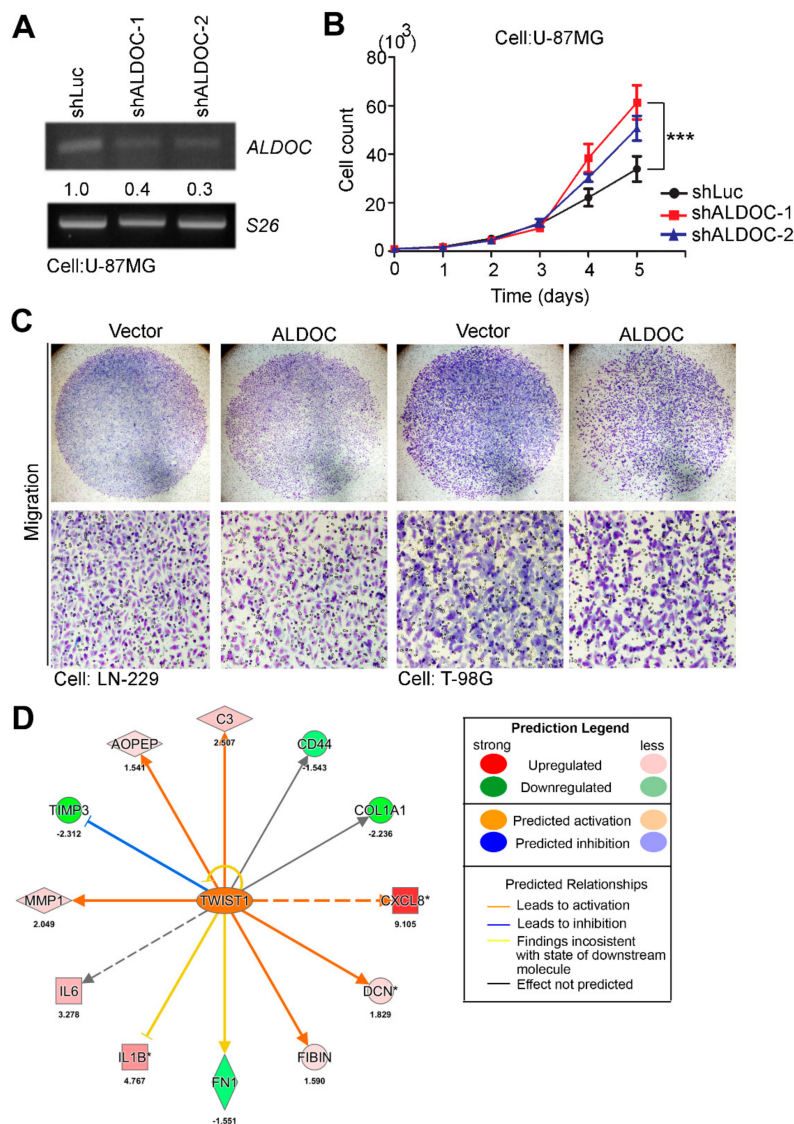 A
shLuc
shALDOC-1
shALDOC-2
ALDOC
1.0 0.4 0.3
S26
Cell:U-87MG
B
(10³)
Cell:U-87MG
80
60
40
20
0
Cell count
***
shLuc
shALDOC-1
shALDOC-2
0 1 2 3 4 5
Time (days)
C
Vector ALDOC Vector ALDOC
Migration
Cell: LN-229 Cell: T-98G
D
C3
2.507
AOPEP
1.541
CD44
-1.543
TIMP3
-2.312
COL1A1
-2.236
MMP1
2.049
TWIST1
CXCL8*
9.105
IL6
3.278
DCN*
1.829
IL1B*
4.767
FN1
-1.551
FIBIN
1.590
Prediction Legend
strong less
Upregulated
Downregulated
Predicted activation
Predicted inhibition
Predicted Relationships
Leads to activation
Leads to inhibition
Findings incosistent
with state of downstream
molecule
Effect not predicted